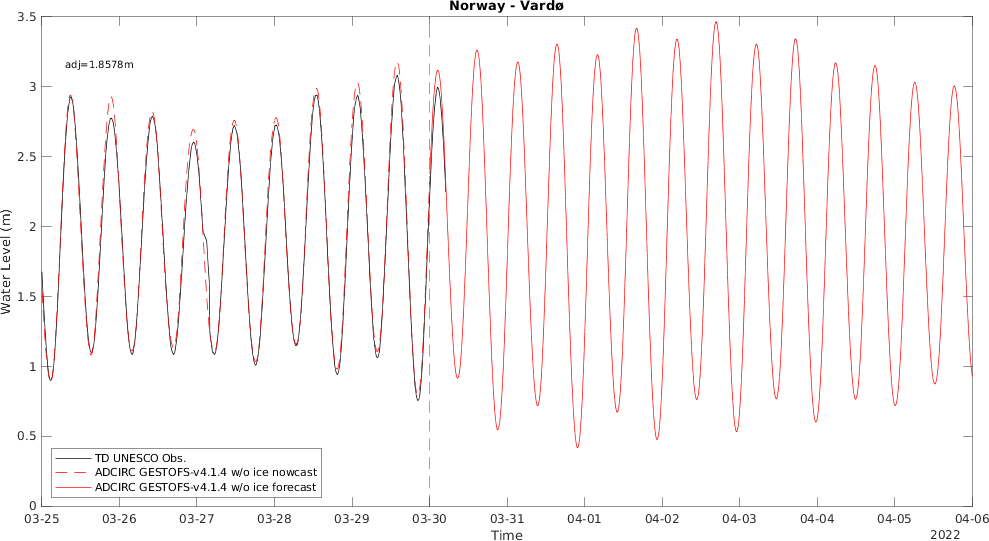 Norway - Vardø
adj=1.8578m
3.5
3
2.5
2
1.5
1
0.5
0
Water Level (m)
TD UNESCO Obs.
ADCIRC GESTOFS-v4.1.4 w/o ice nowcast
ADCIRC GESTOFS-v4.1.4 w/o ice forecast
03-25 03-26 03-27 03-28 03-29 03-30 03-31 04-01 04-02 04-03 04-04 04-05 04-06
Time
2022